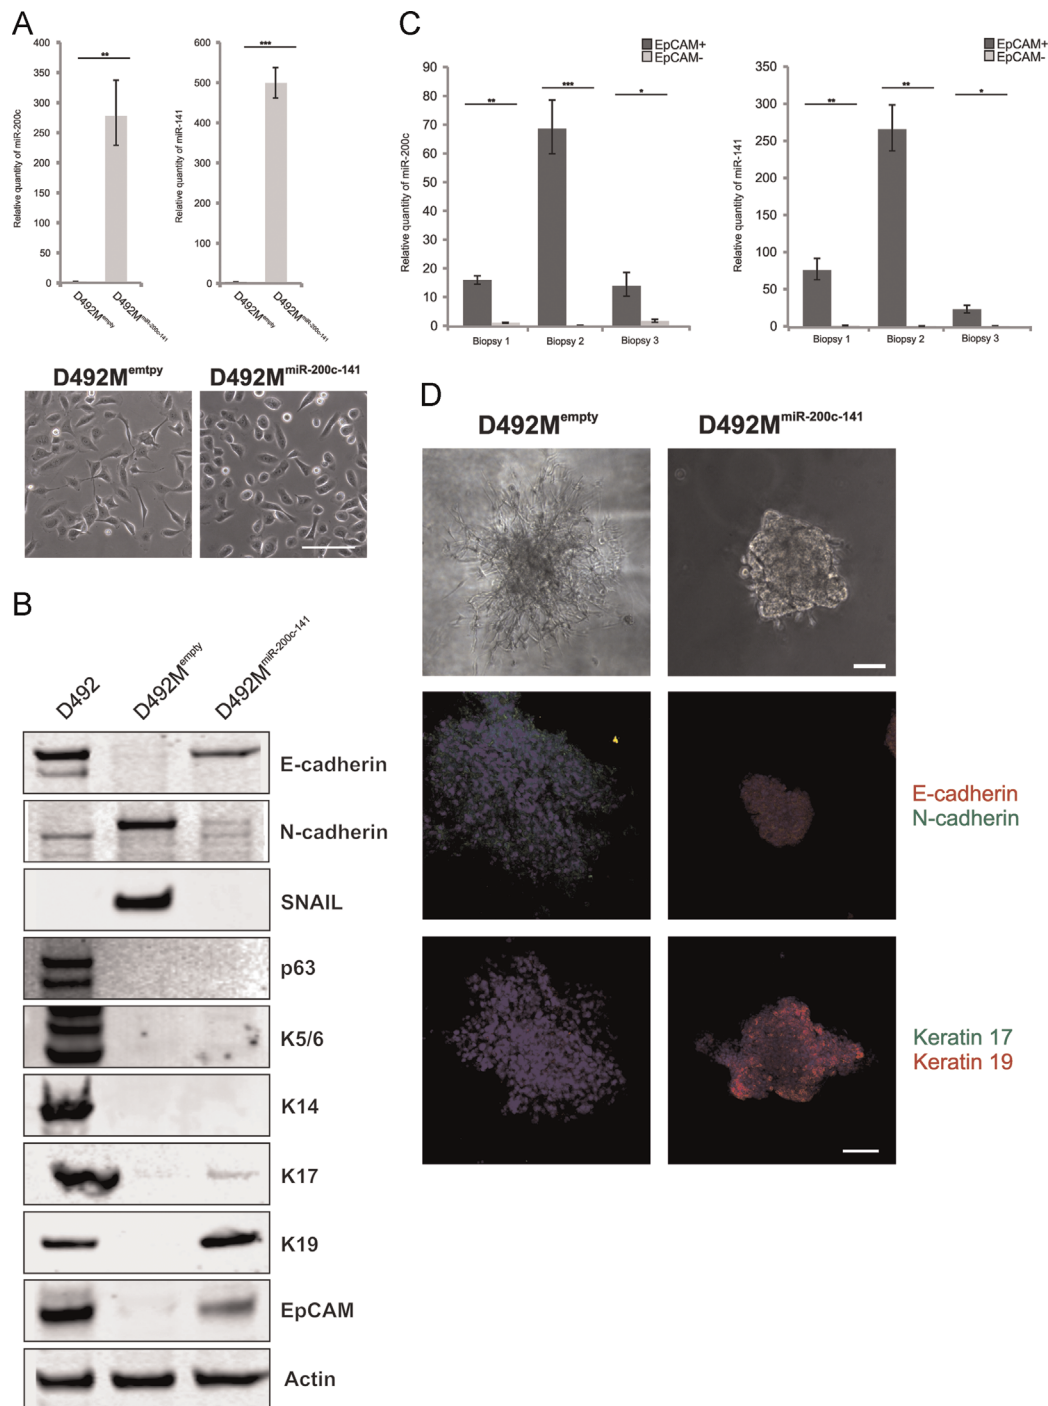 A
400
350
300
250
200
150
100
50
0
Relative quantity of miR-200c
**
D492Mempty
D492MmiR-200c-141
600
500
400
300
200
100
0
Relative quantity of miR-141
***
D492Mempty
D492MmiR-200c-141
D492Memtpy
D492MmiR-200c-141
B
D492
D492Mempty
D492MmiR-200c-141
E-cadherin
N-cadherin
SNAIL
p63
K5/6
K14
K17
K19
EpCAM
Actin
C
EpCAM+
EpCAM-
90
80
70
60
50
40
30
20
10
0
Relative quantity of miR-200c
**
***
*
Biopsy 1
Biopsy 2
Biopsy 3
EpCAM+
EpCAM-
350
300
250
200
150
100
50
0
Relative quantity of miR-141
**
**
*
Biopsy 1
Biopsy 2
Biopsy 3
D
D492Mempty
D492MmiR-200c-141
E-cadherin
N-cadherin
Keratin 17
Keratin 19